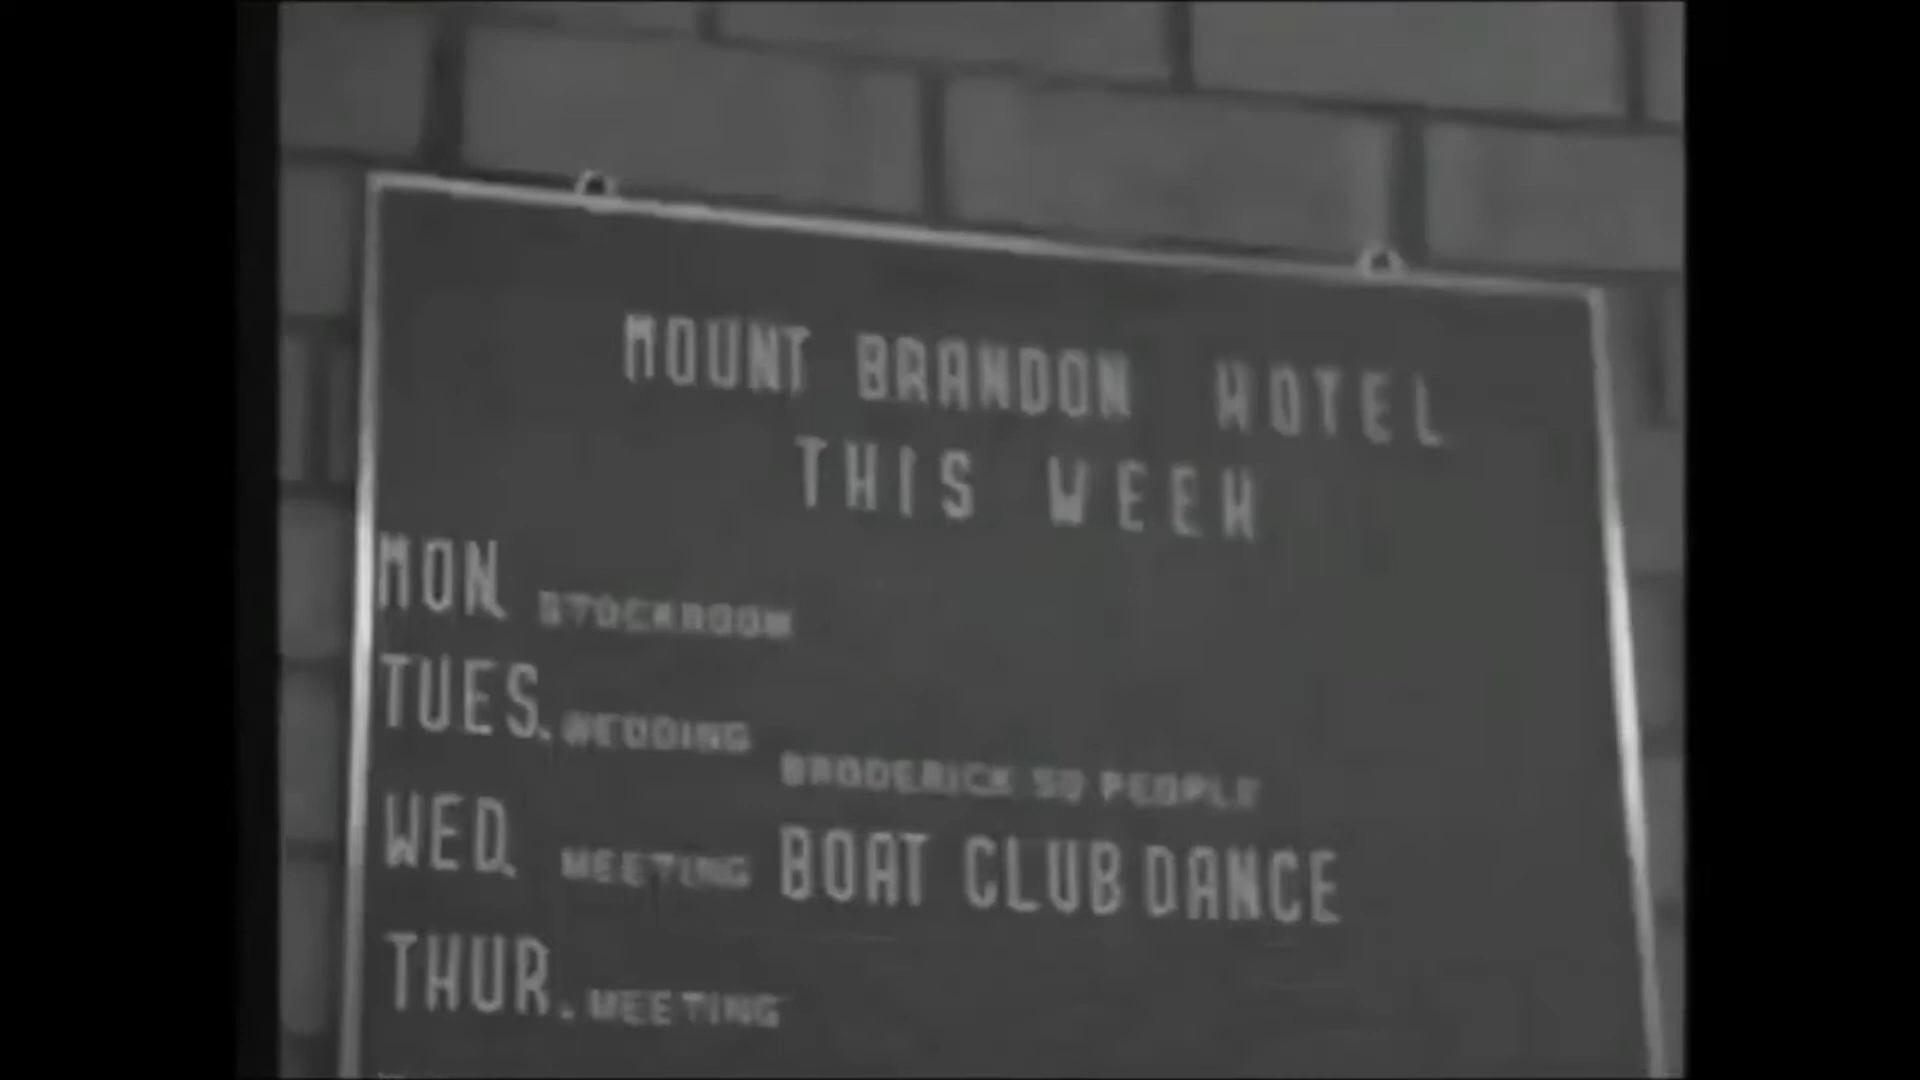 MOUNT BRANDON HOTEL
THIS WEEK
MON. STOCKROOM
TUES. WEDDING
BRODERICK 50 PEOPLE
WED. MEETING BOAT CLUB DANCE
THUR. MEETING